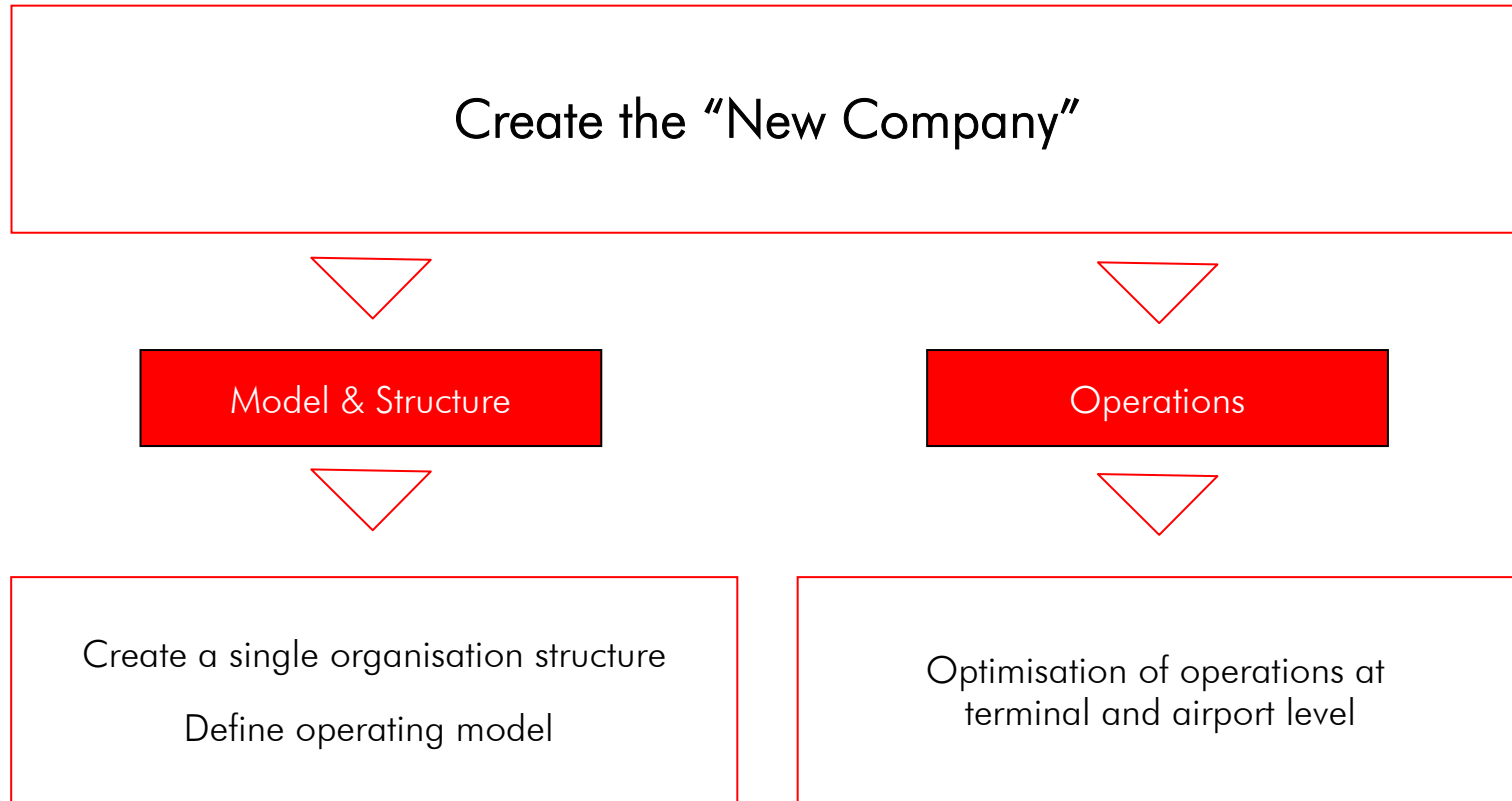 Create the “New Company”
Model & Structure
Operations
Create a single organisation structure
Define operating model
Optimisation of operations at
terminal and airport level